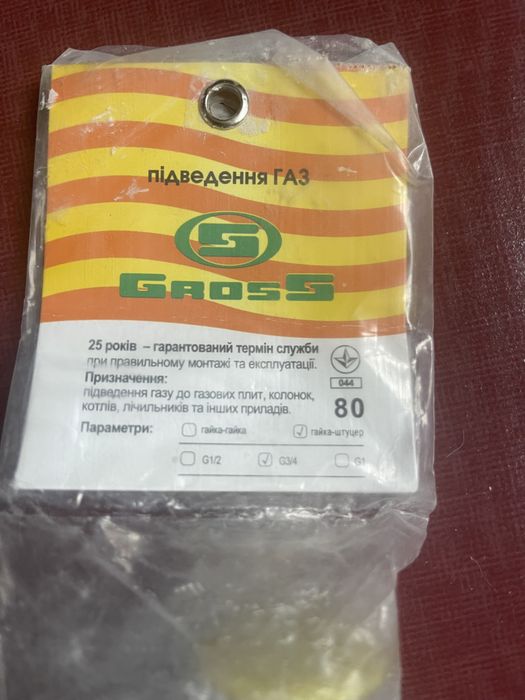 підведення ГАЗ
S
GROSS
25 років – гарантований термін служби
при правильному монтажі та експлуатації.
Призначення:
підведення газу до газових плит, колонок,
котлів, лічильників та інших приладів.
044
80
Параметри: гайка-гайка гайка-штуцер
G1/2 G3/4 G1